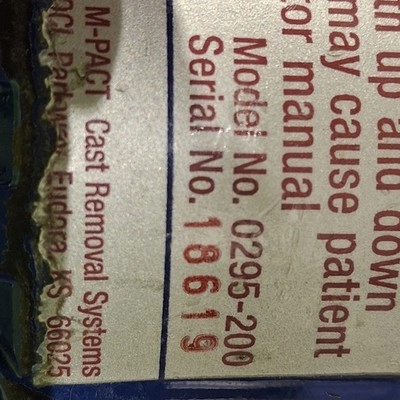 m up and down
may cause patient
or manual
Model No. 0295-200
Serial No. 18619
M-PACT Cast Removal Systems
Parkway Eudora, KS 66025